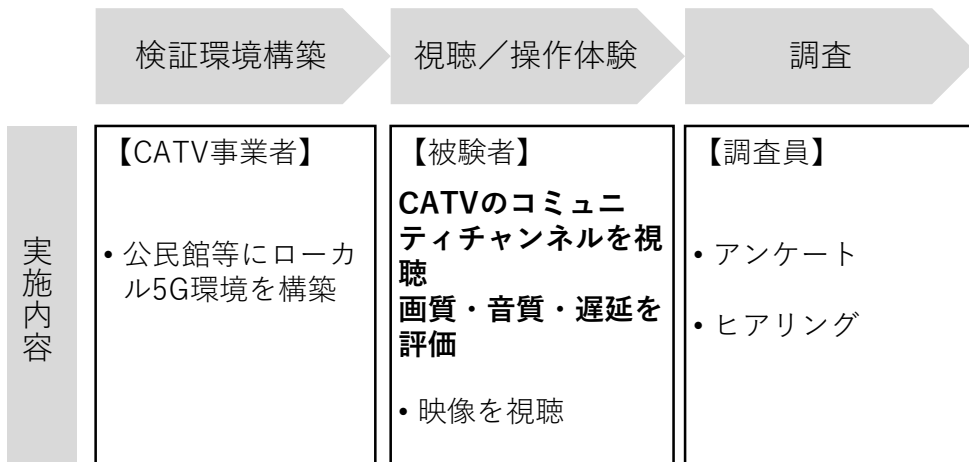 検証環境構築
視聴／操作体験
調査
実施内容
【CATV事業者】
• 公民館等にローカ
ル5G環境を構築
【被験者】
CATVのコミュニ
ティチャンネルを視
聴
画質・音質・遅延を
評価
• 映像を視聴
【調査員】
• アンケート
• ヒアリング